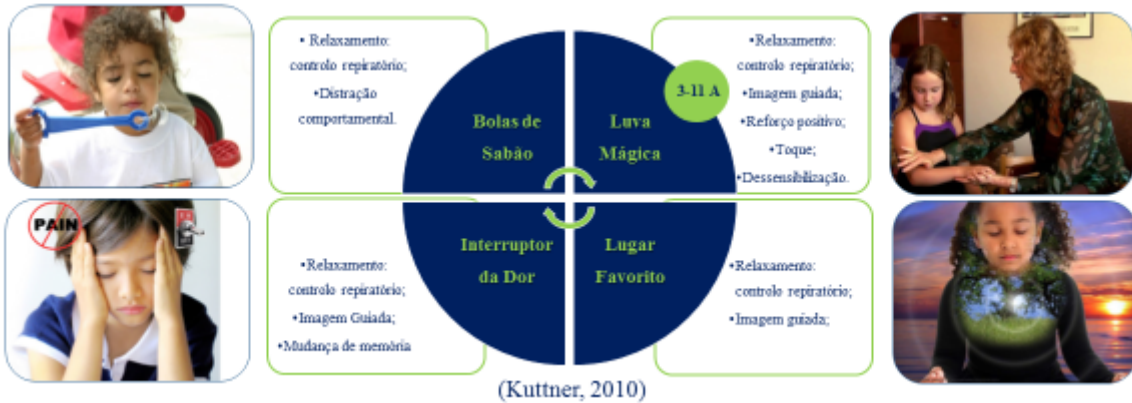 • Relaxamento:
controlo repiratório;
•Distração
comportamental.
Bolas de
Sabão
Luva
Mágica
3-11 A
•Relaxamento:
controlo repiratório;
•Imagem guiada;
•Reforço positivo;
•Toque;
•Dessensibilização.
PAIN
•Relaxamento:
controlo repiratório;
•Imagem Guiada;
•Mudança de memória
Interruptor
da Dor
Lugar
Favorito
•Relaxamento:
controlo repiratório;
•Imagem guiada;
(Kuttner, 2010)